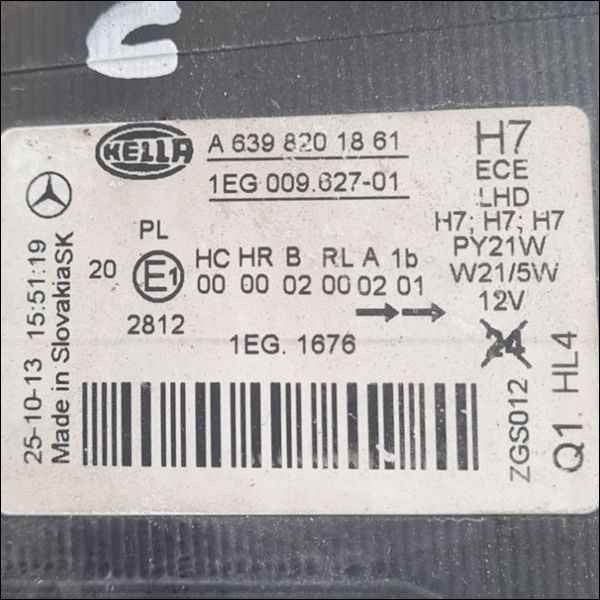 C
HELLA
A 639 820 18 61
1EG 009.627-01
H7
ECE
LHD
H7; H7; H7
PY21W
W21/5W
12V
24
PL
20
E1
2812
HC HR B RL A 1b
00 00 02 00 02 01
1EG. 1676
25-10-13 15:51:19
Made in SlovakiaSK
ZGS012
Q1 HL4